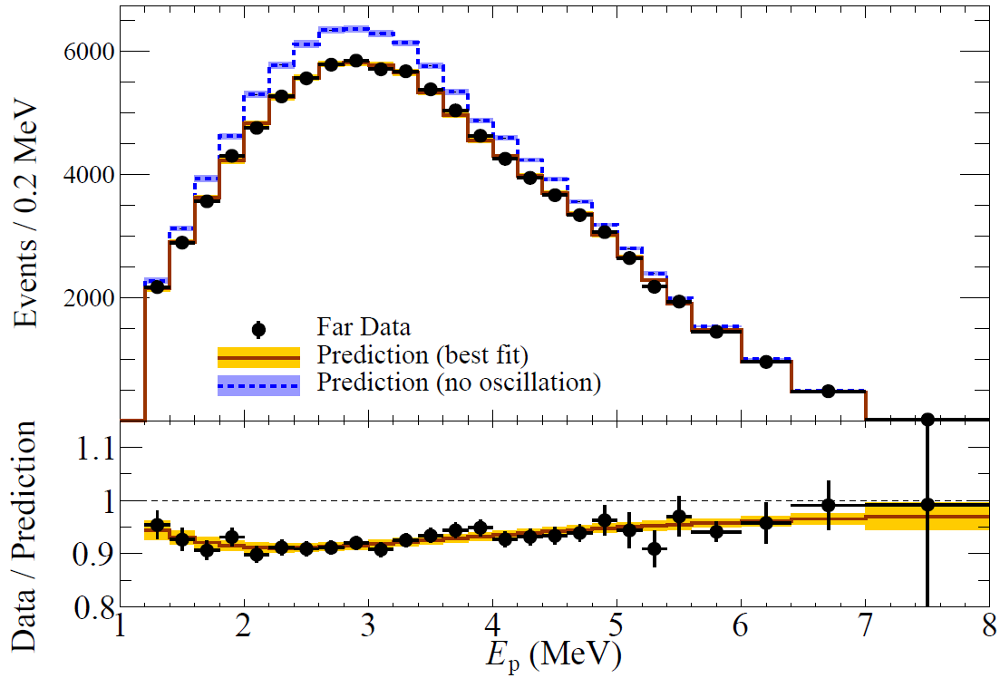 Events / 0.2 MeV
6000
4000
2000
Far Data
Prediction (best fit)
Prediction (no oscillation)
Data / Prediction
1.1
1
0.9
0.8
1 2 3 4 5 6 7 8
Ep (MeV)